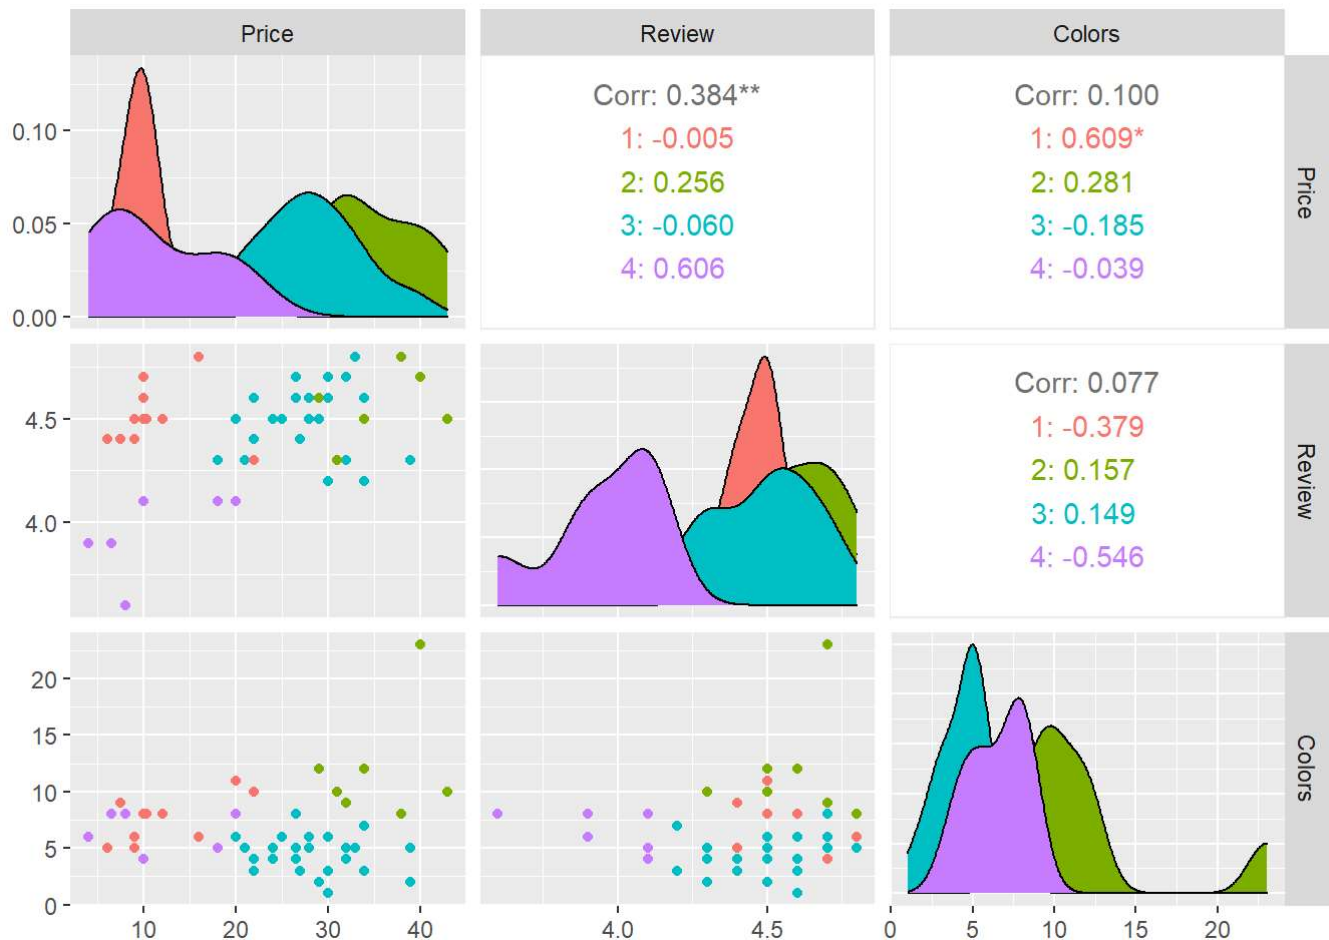 Price
Review
Colors
0.10
0.05
0.00
Corr: 0.384**
1: -0.005
2: 0.256
3: -0.060
4: 0.606
Corr: 0.100
1: 0.609*
2: 0.281
3: -0.185
4: -0.039
Price
4.5
4.0
Corr: 0.077
1: -0.379
2: 0.157
3: 0.149
4: -0.546
Review
20
15
10
5
0
Colors
10 20 30 40
4.0 4.5
0 5 10 15 20